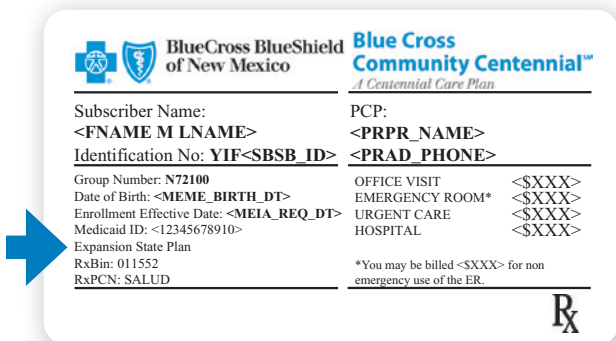 BlueCross BlueShield
of New Mexico
Blue Cross
Community Centennial℠
A Centennial Care Plan
Subscriber Name:
<FNAME M LNAME>
Identification No: YIF<SBSB_ID>
PCP:
<PRPR_NAME>
<PRAD_PHONE>
Group Number: N72100
Date of Birth: <MEME_BIRTH_DT>
Enrollment Effective Date: <MEIA_REQ_DT>
Medicaid ID: <12345678910>
Expansion State Plan
RxBin: 011552
RxPCN: SALUD
OFFICE VISIT <$XXX>
EMERGENCY ROOM* <$XXX>
URGENT CARE <$XXX>
HOSPITAL <$XXX>
*You may be billed <$XXX> for non
emergency use of the ER.
Rx